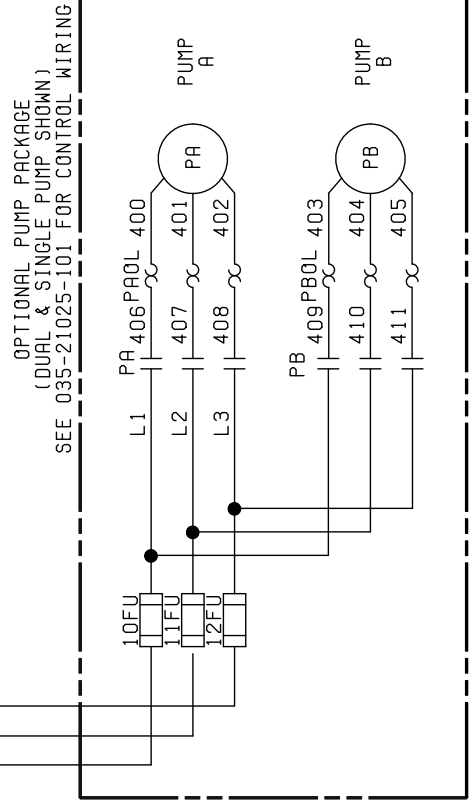 OPTIONAL PUMP PACKAGE
(DUAL & SINGLE PUMP SHOWN)
SEE 035-21025-101 FOR CONTROL WIRING
PUMP
A
PUMP
B
PA
PB
400
401
402
403
404
405
PAOL
PBOL
406
407
408
409
410
411
PA
PB
L1
L2
L3
10FU
11FU
12FU